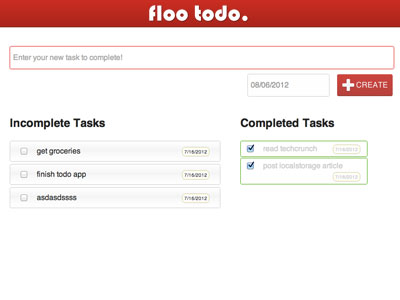 floo todo.
Enter your new task to complete!
08/06/2012
CREATE
Incomplete Tasks
get groceries 7/16/2012
finish todo app 7/16/2012
asdasdssss 7/16/2012
Completed Tasks
read techcrunch 7/16/2012
post localstorage article
7/16/2012